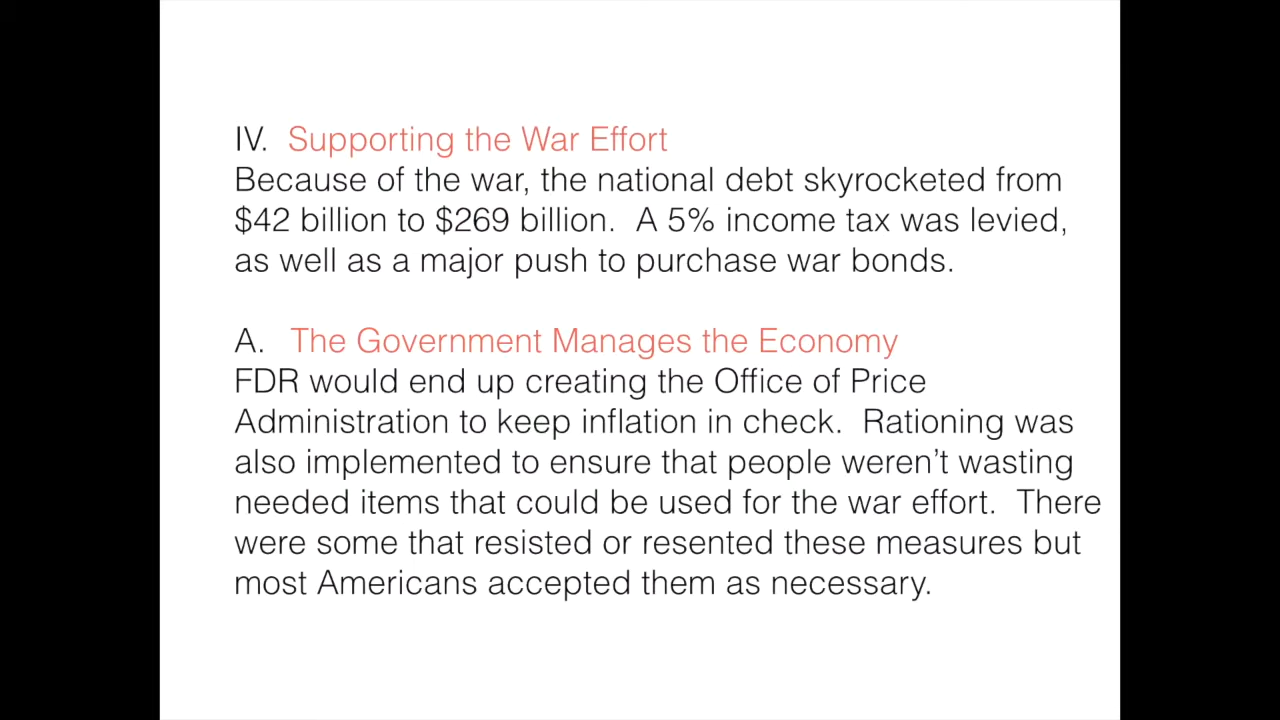 IV.  Supporting the War Effort
Because of the war, the national debt skyrocketed from
$42 billion to $269 billion.  A 5% income tax was levied,
as well as a major push to purchase war bonds.
A.  The Government Manages the Economy
FDR would end up creating the Office of Price
Administration to keep inflation in check.  Rationing was
also implemented to ensure that people weren’t wasting
needed items that could be used for the war effort.  There
were some that resisted or resented these measures but
most Americans accepted them as necessary.